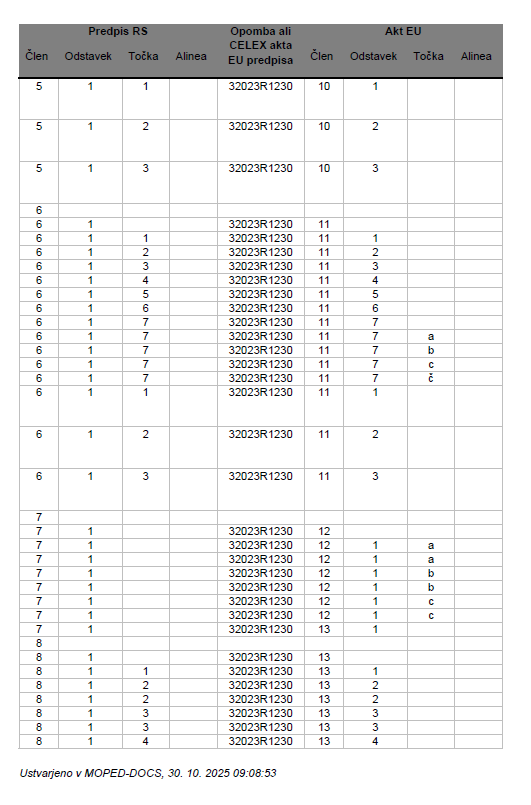 Predpis RS Opomba ali CELEX akta EU predpisa Akt EU
Člen Odstavek Točka Alinea Člen Odstavek Točka Alinea
5 1 1 32023R1230 10 1
5 1 2 32023R1230 10 2
5 1 3 32023R1230 10 3
6
6 1 32023R1230 11
6 1 1 32023R1230 11 1
6 1 2 32023R1230 11 2
6 1 3 32023R1230 11 3
6 1 4 32023R1230 11 4
6 1 5 32023R1230 11 5
6 1 6 32023R1230 11 6
6 1 7 32023R1230 11 7
6 1 7 32023R1230 11 7 a
6 1 7 32023R1230 11 7 b
6 1 7 32023R1230 11 7 c
6 1 7 32023R1230 11 7 č
6 1 1 32023R1230 11 1
6 1 2 32023R1230 11 2
6 1 3 32023R1230 11 3
7
7 1 32023R1230 12
7 1 32023R1230 12 1 a
7 1 32023R1230 12 1 a
7 1 32023R1230 12 1 b
7 1 32023R1230 12 1 b
7 1 32023R1230 12 1 c
7 1 32023R1230 12 1 c
7 1 32023R1230 13 1
8
8 1 32023R1230 13
8 1 1 32023R1230 13 1
8 1 2 32023R1230 13 2
8 1 2 32023R1230 13 2
8 1 3 32023R1230 13 3
8 1 3 32023R1230 13 3
8 1 4 32023R1230 13 4
Ustvarjeno v MOPED-DOCS, 30. 10. 2025 09:08:53